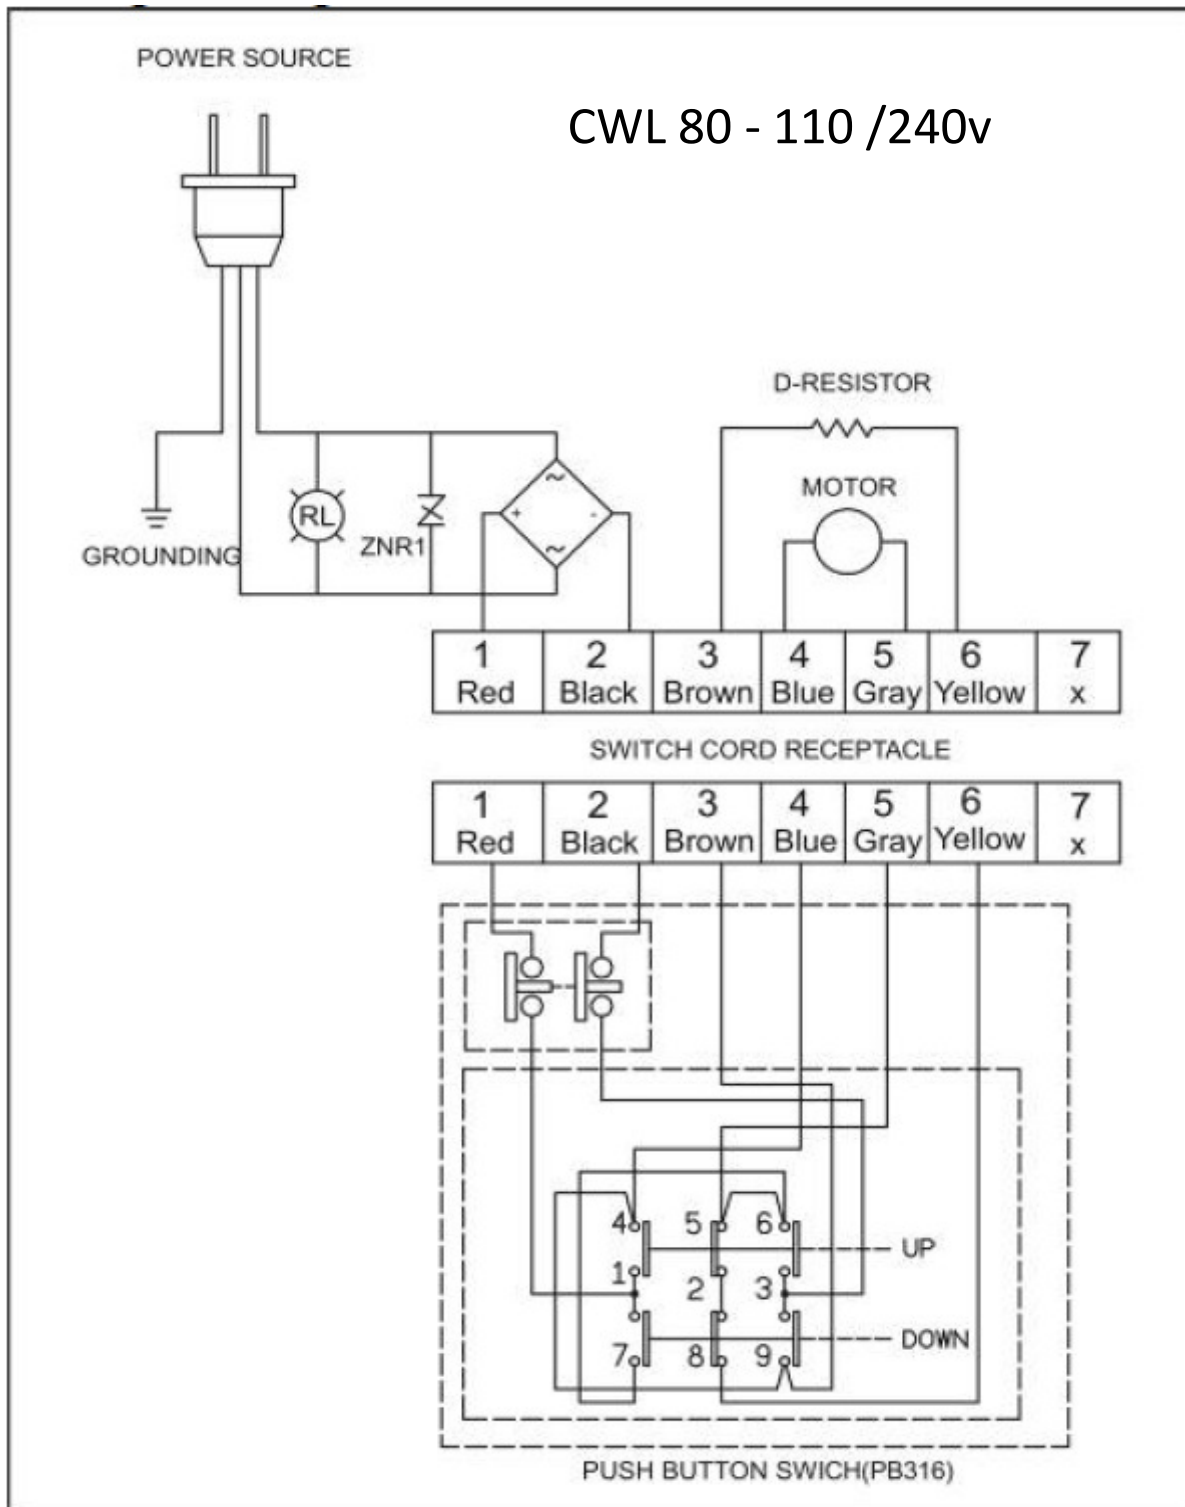 POWER SOURCE
CWL 80 - 110 /240v
D-RESISTOR
MOTOR
RL
ZNR1
~
+
-
~
GROUNDING
1 2 3 4 5 6 7
Red Black Brown Blue Gray Yellow x
SWITCH CORD RECEPTACLE
1 2 3 4 5 6 7
Red Black Brown Blue Gray Yellow x
4 5 6
UP
1 2 3
DOWN
7 8 9
PUSH BUTTON SWICH(PB316)